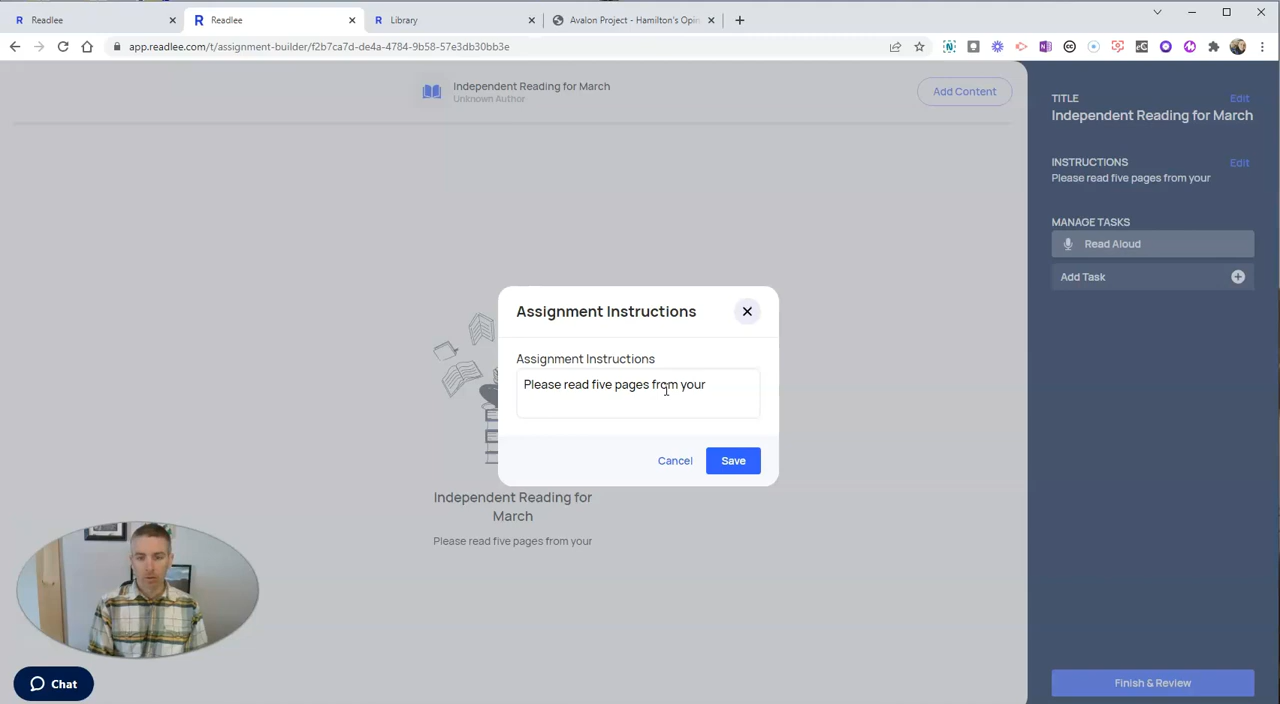 Readlee
Readlee
Library
Avalon Project - Hamilton's Opin
app.readlee.com/t/assignment-builder/f2b7ca7d-de4a-4784-9b58-57e3db30bb3e
Independent Reading for March
Unknown Author
Add Content
TITLE
Edit
Independent Reading for March
INSTRUCTIONS
Edit
Please read five pages from your
MANAGE TASKS
Read Aloud
Add Task
Assignment Instructions
Assignment Instructions
Please read five pages from your
Cancel
Save
Independent Reading for
March
Please read five pages from your
Chat
Finish & Review